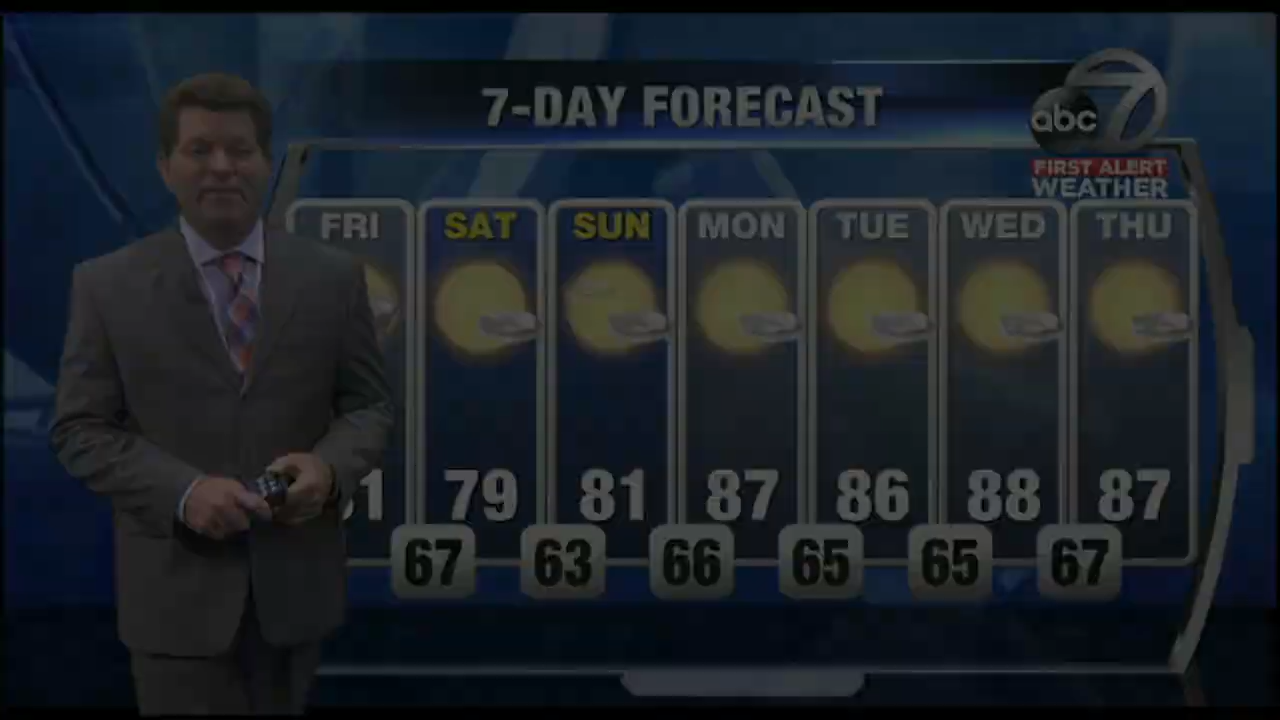 7-DAY FORECAST
abc 7
FIRST ALERT
WEATHER
FRI SAT SUN MON TUE WED THU
1 79 81 87 86 88 87
67 63 66 65 65 67